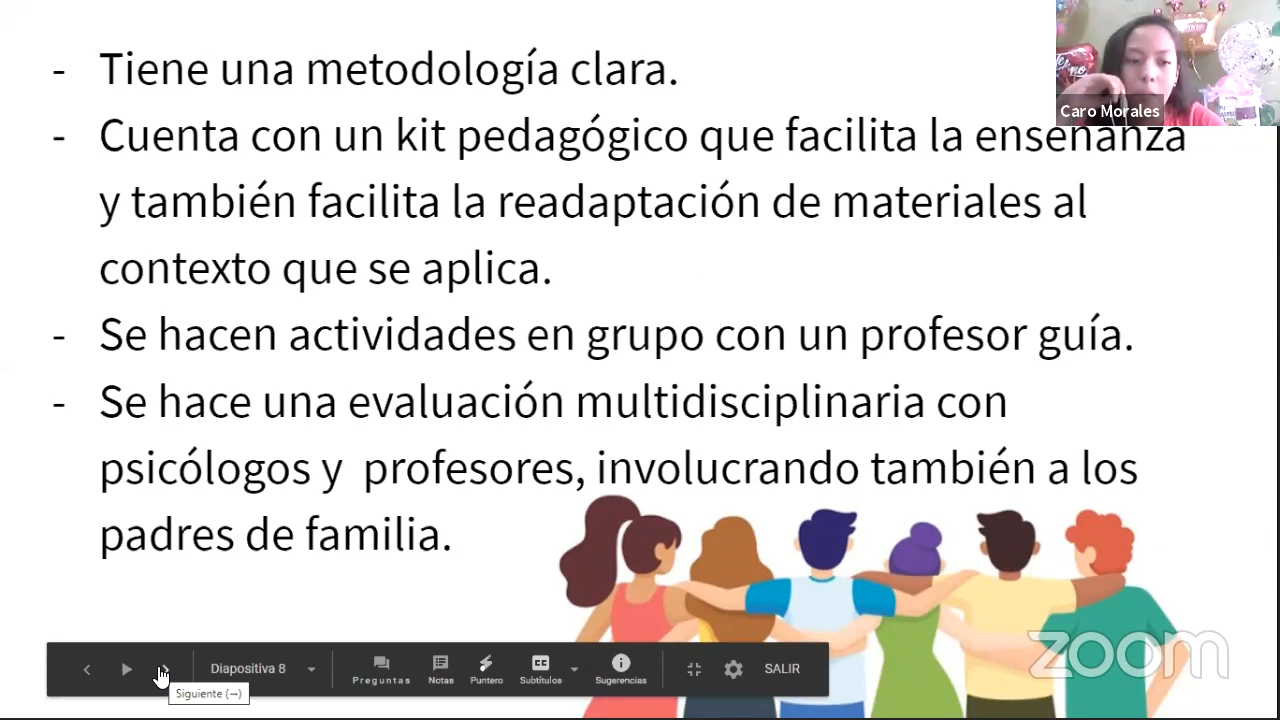 - Tiene una metodología clara.
Caro Morales
- Cuenta con un kit pedagógico que facilita la enseñanza
y también facilita la readaptación de materiales al
contexto que se aplica.
- Se hacen actividades en grupo con un profesor guía.
- Se hace una evaluación multidisciplinaria con
psicólogos y  profesores, involucrando también a los
padres de familia.
zoom
Diapositiva 8
Preguntas
Notas
Puntero
CC
Subtítulos
Sugerencias
SALIR
Siguiente (→)